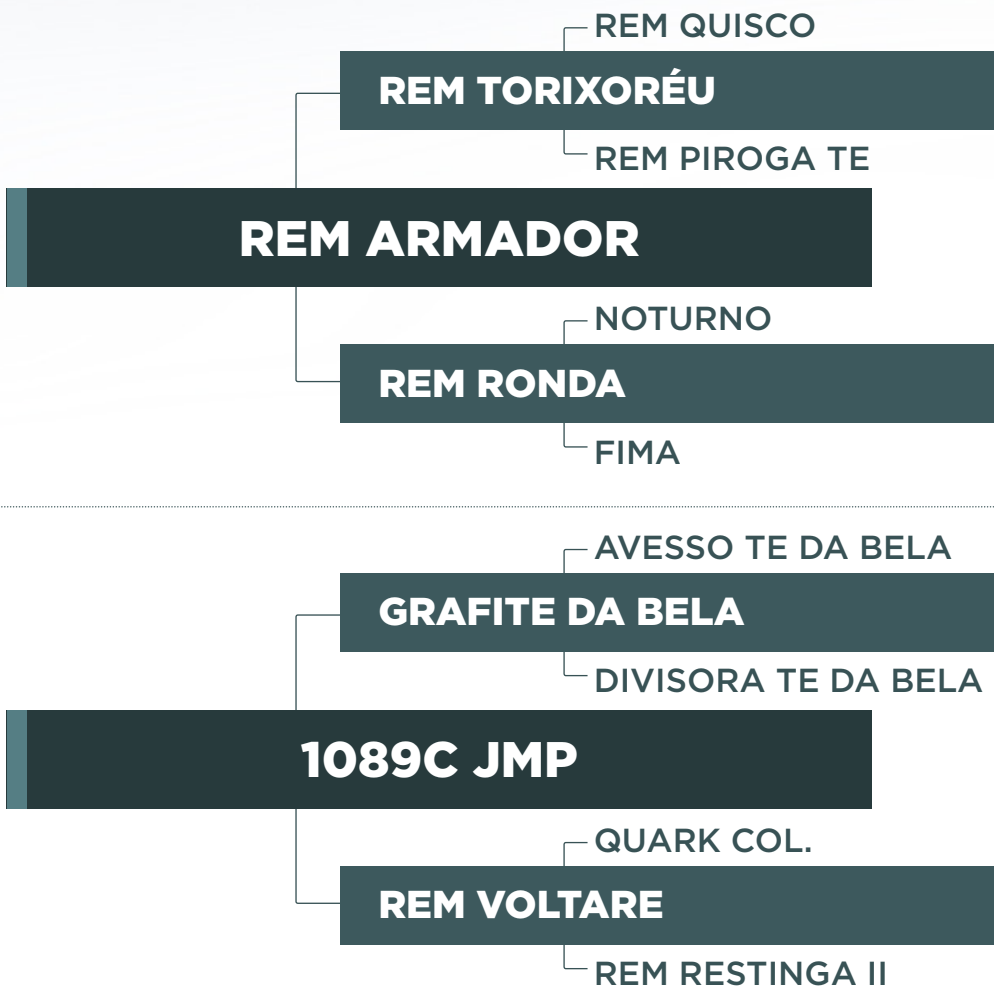 REM QUISCO
REM TORIXORÉU
REM PIROGA TE
REM ARMADOR
NOTURNO
REM RONDA
FIMA
AVESSO TE DA BELA
GRAFITE DA BELA
DIVISORA TE DA BELA
1089C JMP
QUARK COL.
REM VOLTARE
REM RESTINGA II